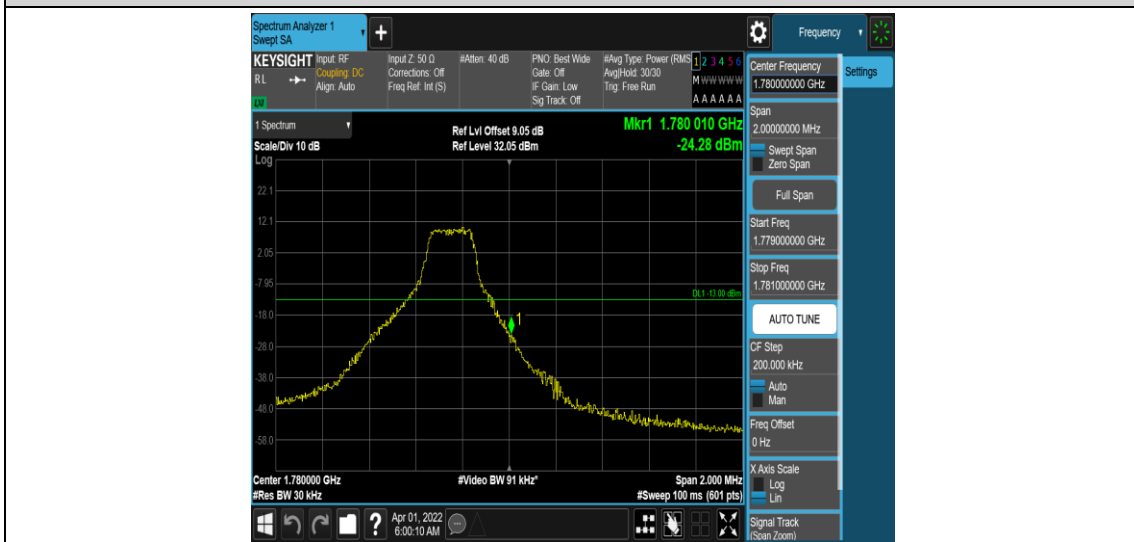 Spectrum Analyzer 1
Swept SA
Frequency
KEYSIGHT
RL
Input: RF
Coupling: DC
Align: Auto
Input Z: 50 Ω
Corrections: Off
Freq Ref: Int (S)
#Atten: 40 dB
PNO: Best Wide
Gate: Off
IF Gain: Low
Sig Track: Off
#Avg Type: Power (RMS
Avg|Hold: 30/30
Trig: Free Run
1 2 3 4 5 6
M W W W W W
A A A A A A
1 Spectrum
Scale/Div 10 dB
Ref Lvl Offset 9.05 dB
Ref Level 32.05 dBm
Mkr1 1.780 010 GHz
-24.28 dBm
Log
22.1
12.1
2.05
-7.95
-18.0
-28.0
-38.0
-48.0
-58.0
DL1 -13.00 dBm
1
Center 1.780000 GHz
#Res BW 30 kHz
#Video BW 91 kHz*
Span 2.000 MHz
#Sweep 100 ms (601 pts)
?
Apr 01, 2022
6:00:10 AM
Center Frequency
1.780000000 GHz
Settings
Span
2.00000000 MHz
Swept Span
Zero Span
Full Span
Start Freq
1.779000000 GHz
Stop Freq
1.781000000 GHz
AUTO TUNE
CF Step
200.000 kHz
Auto
Man
Freq Offset
0 Hz
X Axis Scale
Log
Lin
Signal Track
(Span Zoom)